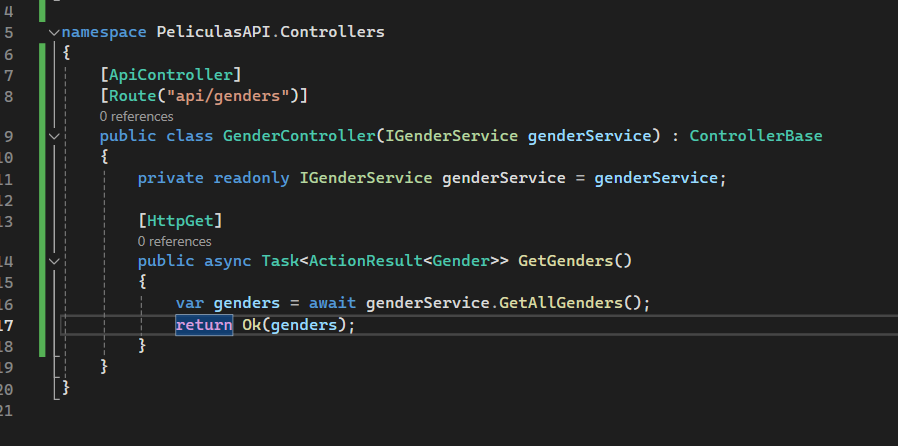 4
5 namespace PeliculasAPI.Controllers
6 {
7 [ApiController]
8 [Route("api/genders")]
0 references
9 public class GenderController(IGenderService genderService) : ControllerBase
10 {
11 private readonly IGenderService genderService = genderService;
12
13 [HttpGet]
0 references
14 public async Task<ActionResult<Gender>> GetGenders()
15 {
16 var genders = await genderService.GetAllGenders();
17 return Ok(genders);
18 }
19 }
20 }
21